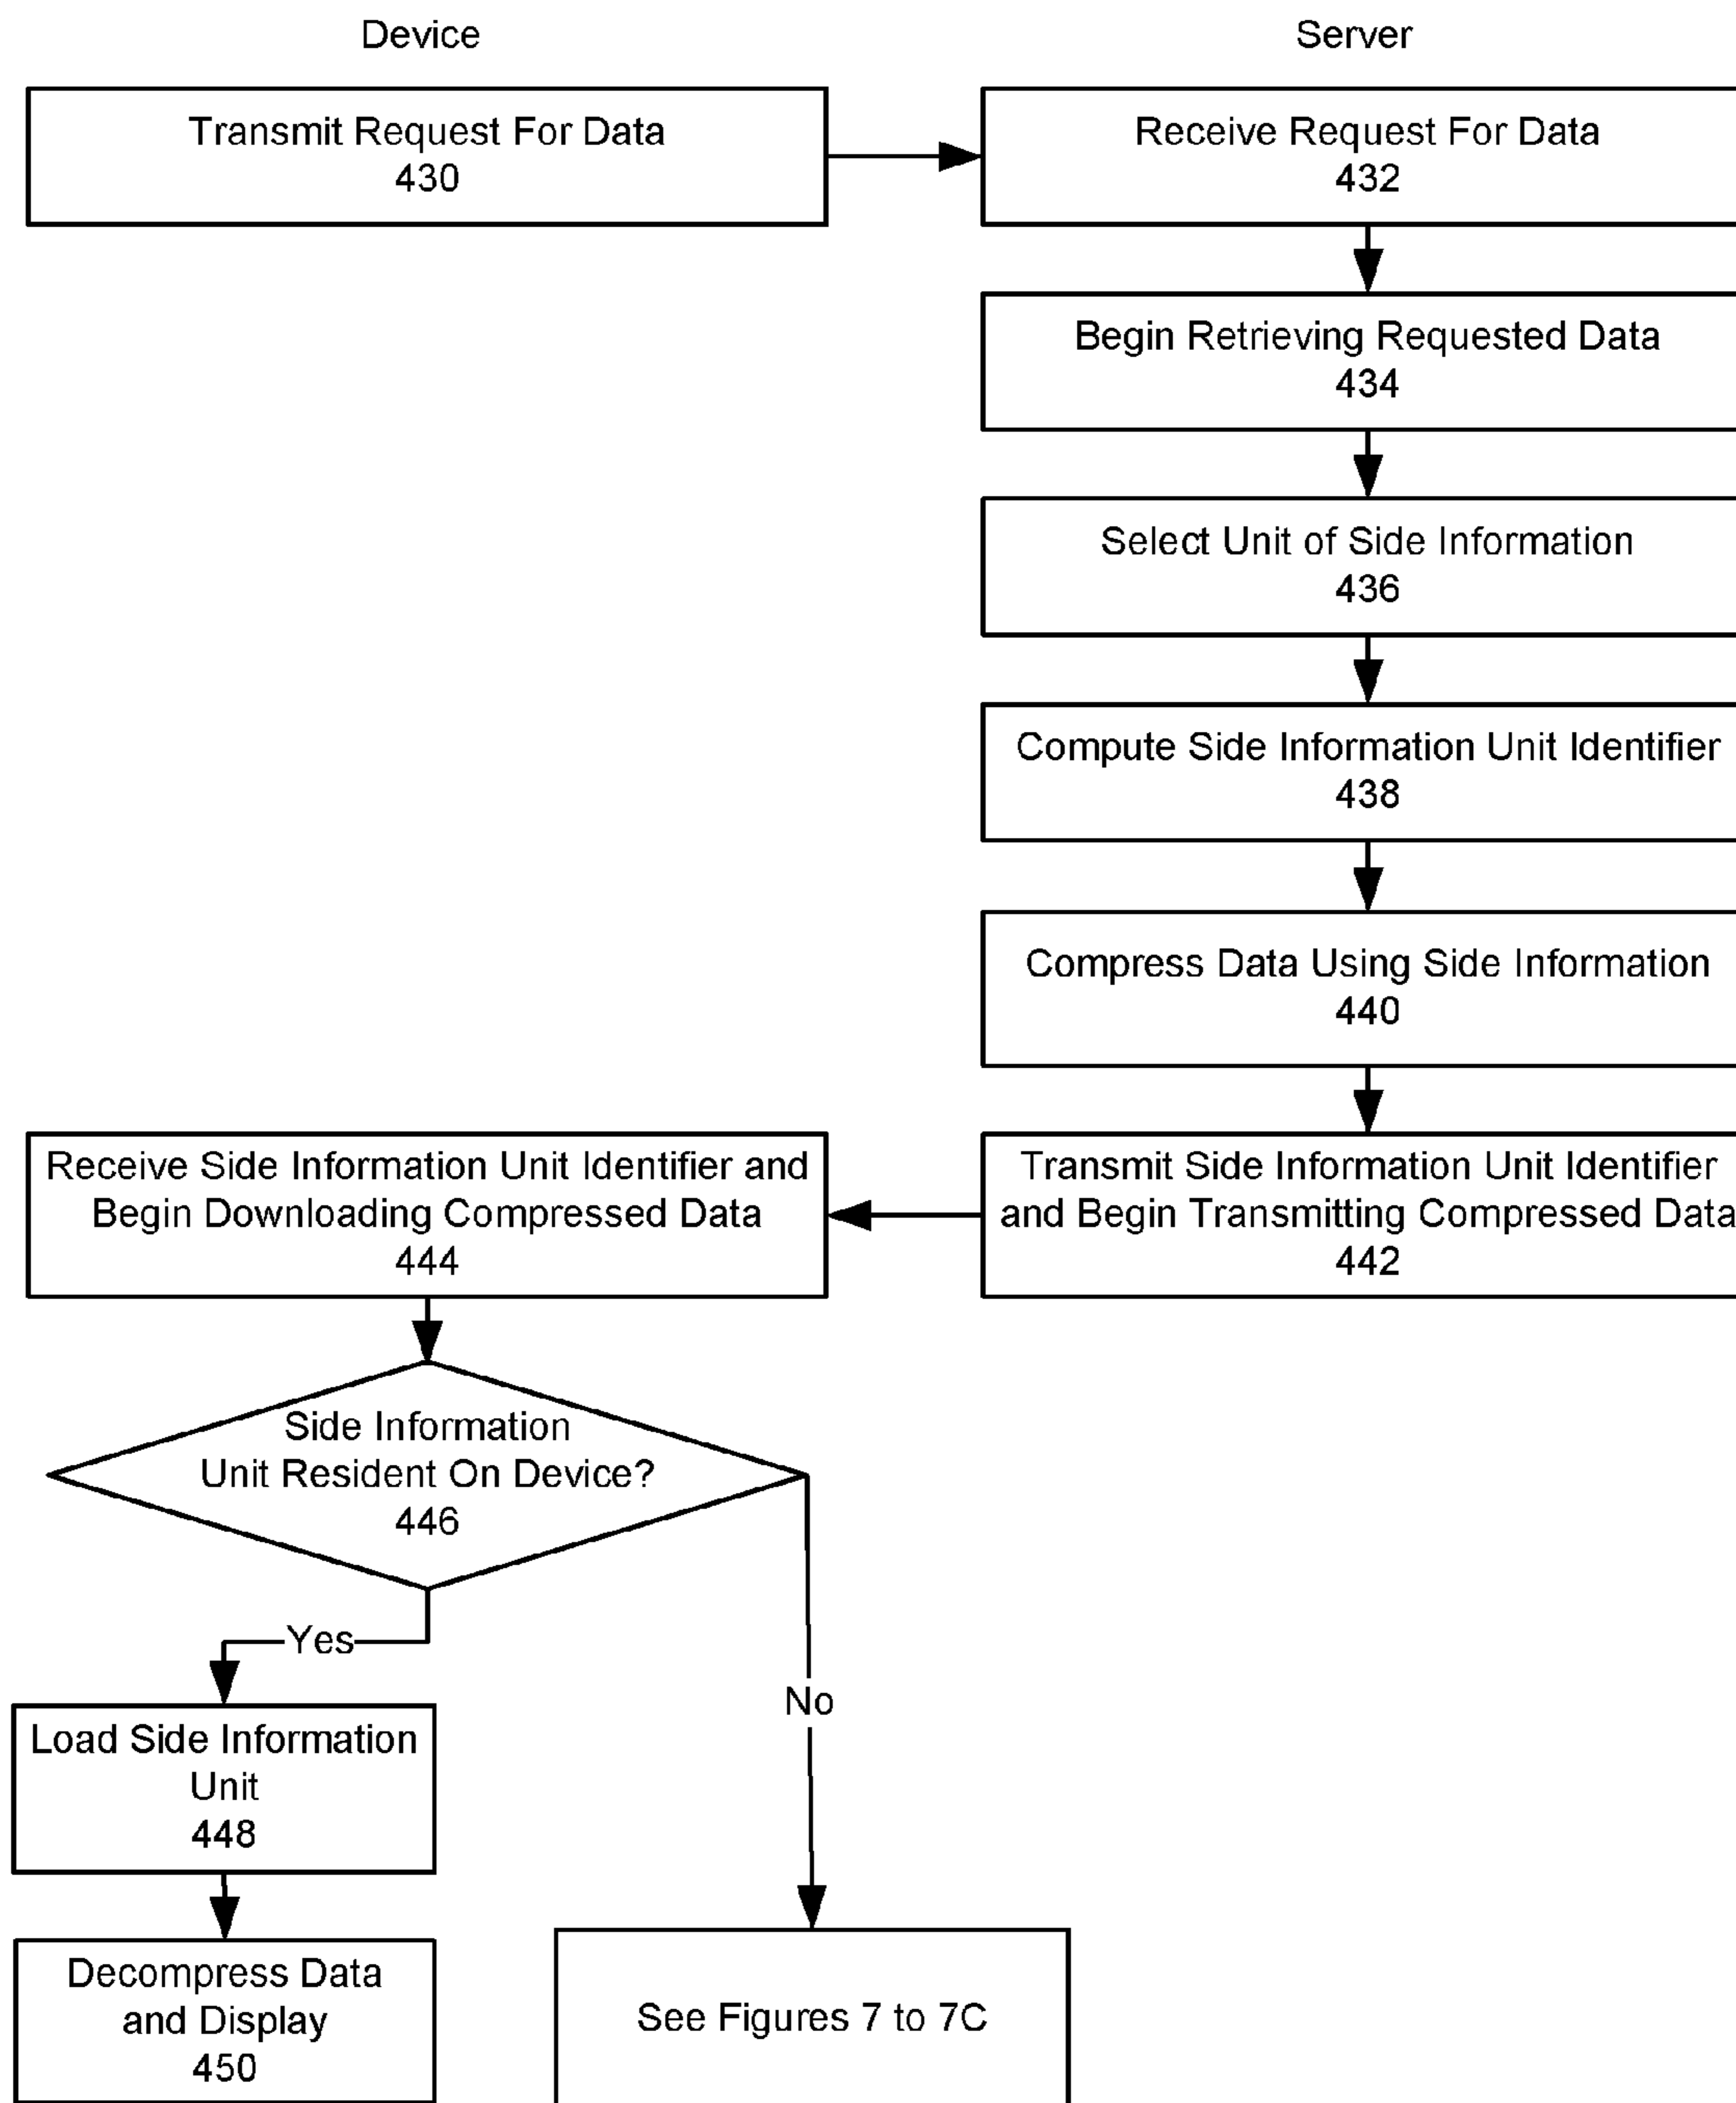 Device
Server
Transmit Request For Data
430
Receive Request For Data
432
Begin Retrieving Requested Data
434
Select Unit of Side Information
436
Compute Side Information Unit Identifier
438
Compress Data Using Side Information
440
Receive Side Information Unit Identifier and
Begin Downloading Compressed Data
444
Transmit Side Information Unit Identifier
and Begin Transmitting Compressed Data
442
Side Information
Unit Resident On Device?
446
Yes
No
Load Side Information
Unit
448
Decompress Data
and Display
450
See Figures 7 to 7C